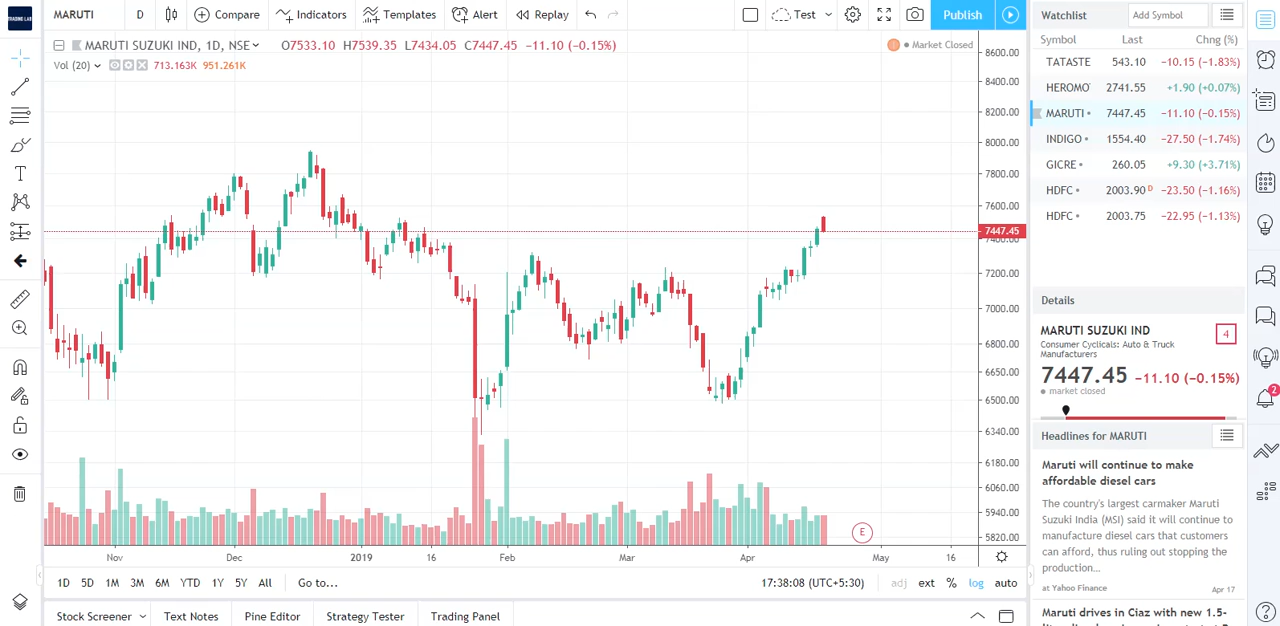 TRADING LAB
MARUTI
D
Compare
Indicators
Templates
Alert
Replay
Test
Publish
MARUTI SUZUKI IND, 1D, NSE
O7533.10 H7539.35 L7434.05 C7447.45 −11.10 (−0.15%)
Market Closed
Vol (20)
713.163K 951.261K
8600.00
8400.00
8200.00
8000.00
7800.00
7600.00
7447.45
7400.00
7200.00
7000.00
6800.00
6650.00
6500.00
6340.00
6180.00
6060.00
5940.00
5820.00
E
Nov Dec 2019 16 Feb Mar Apr May 16
1D 5D 1M 3M 6M YTD 1Y 5Y All Go to...
17:38:08 (UTC+5:30) adj ext % log auto
Stock Screener Text Notes Pine Editor Strategy Tester Trading Panel
Watchlist
Add Symbol
Symbol Last Chng (%)
TATASTE 543.10 −10.15 (−1.83%)
HEROMO 2741.55 +1.90 (+0.07%)
MARUTI 7447.45 −11.10 (−0.15%)
INDIGO 1554.40 −27.50 (−1.74%)
GICRE 260.05 +9.30 (+3.71%)
HDFC 2003.90 D −23.50 (−1.16%)
HDFC 2003.75 −22.95 (−1.13%)
Details
MARUTI SUZUKI IND
4
Consumer Cyclicals: Auto & Truck
Manufacturers
7447.45 −11.10 (−0.15%)
market closed
Headlines for MARUTI
Maruti will continue to make
affordable diesel cars
The country's largest carmaker Maruti
Suzuki India (MSI) said it will continue to
manufacture diesel cars that customers
can afford, thus ruling out stopping the
production...
at Yahoo Finance Apr 17
Maruti drives in Ciaz with new 1.5-
2